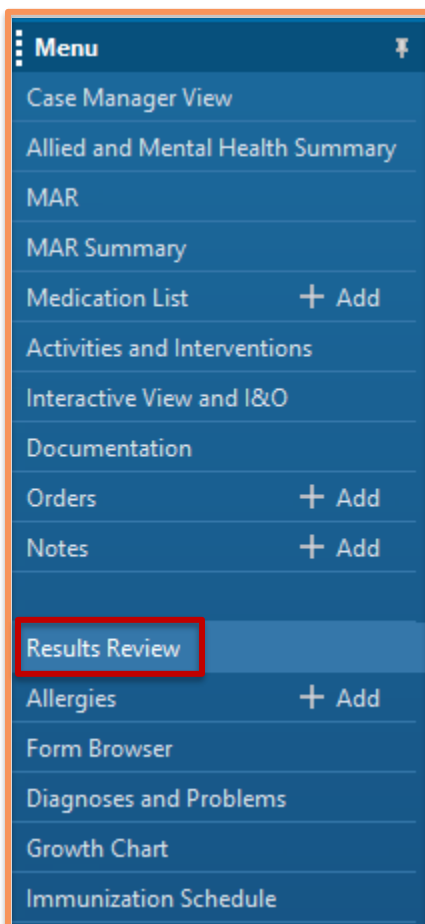 Menu
Case Manager View
Allied and Mental Health Summary
MAR
MAR Summary
Medication List + Add
Activities and Interventions
Interactive View and I&O
Documentation
Orders + Add
Notes + Add
Results Review
Allergies + Add
Form Browser
Diagnoses and Problems
Growth Chart
Immunization Schedule